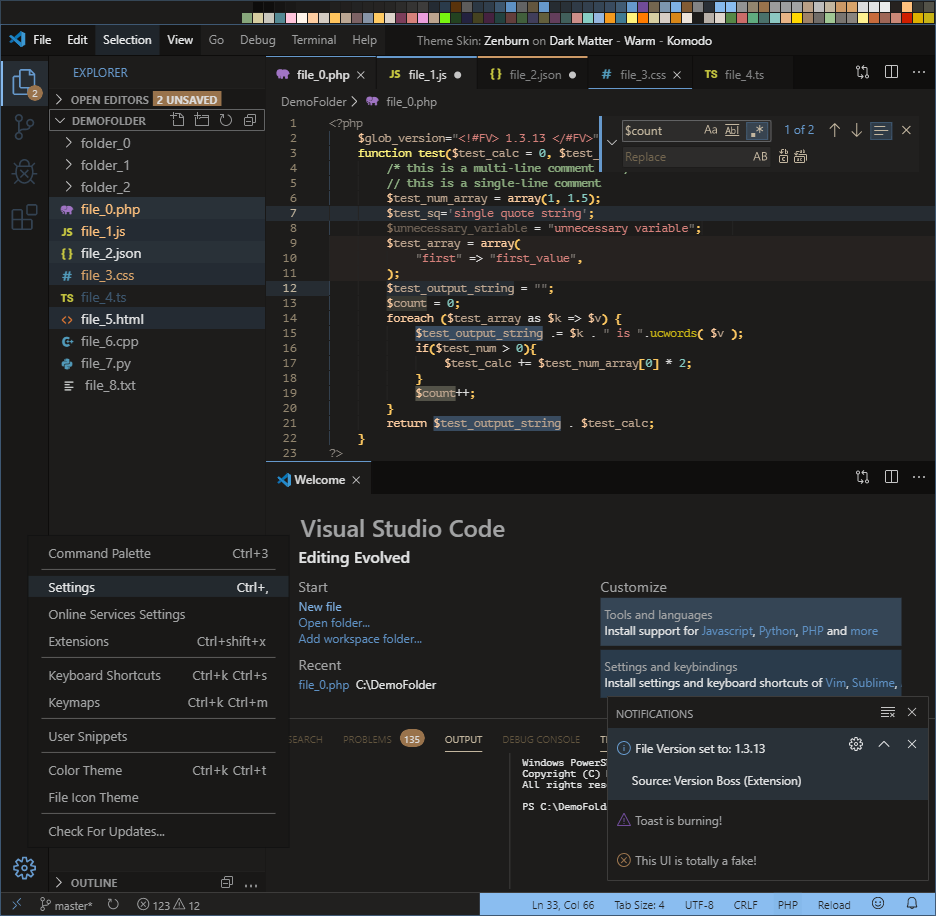 File Edit Selection View Go Debug Terminal Help Theme Skin: Zenburn on Dark Matter - Warm - Komodo
2
EXPLORER
OPEN EDITORS 2 UNSAVED
DEMOFOLDER
folder_0
folder_1
folder_2
file_0.php
JS file_1.js
{} file_2.json
# file_3.css
TS file_4.ts
<> file_5.html
file_6.cpp
file_7.py
file_8.txt
file_0.php JS file_1.js {} file_2.json # file_3.css TS file_4.ts
DemoFolder > file_0.php
$count Aa Abl .* 1 of 2
Replace AB
1 <?php
2 $glob_version="<!#FV> 1.3.13 </#FV>"
3 function test($test_calc = 0, $test_
4 /* this is a multi-line comment
5 // this is a single-line comment
6 $test_num_array = array(1, 1.5);
7 $test_sq='single quote string';
8 $unnecessary_variable = "unnecessary variable";
9 $test_array = array(
10 "first" => "first_value",
11 );
12 $test_output_string = "";
13 $count = 0;
14 foreach ($test_array as $k => $v) {
15 $test_output_string .= $k . " is ".ucwords( $v );
16 if($test_num > 0){
17 $test_calc += $test_num_array[0] * 2;
18 }
19 $count++;
20 }
21 return $test_output_string . $test_calc;
22 }
23 ?>
Welcome
Visual Studio Code
Editing Evolved
Start
New file
Open folder...
Add workspace folder...
Recent
file_0.php C:\DemoFolder
Customize
Tools and languages
Install support for Javascript, Python, PHP and more
Settings and keybindings
Install settings and keyboard shortcuts of Vim, Sublime,
Command Palette Ctrl+3
Settings Ctrl+,
Online Services Settings
Extensions Ctrl+shift+x
Keyboard Shortcuts Ctrl+k Ctrl+s
Keymaps Ctrl+k Ctrl+m
User Snippets
Color Theme Ctrl+k Ctrl+t
File Icon Theme
Check For Updates...
SEARCH PROBLEMS 135 OUTPUT DEBUG CONSOLE
Windows PowerS
Copyright (C)
All rights rese
PS C:\DemoFold
NOTIFICATIONS
File Version set to: 1.3.13
Source: Version Boss (Extension)
Toast is burning!
This UI is totally a fake!
OUTLINE
master* 123 12 Ln 33, Col 66 Tab Size: 4 UTF-8 CRLF PHP Reload